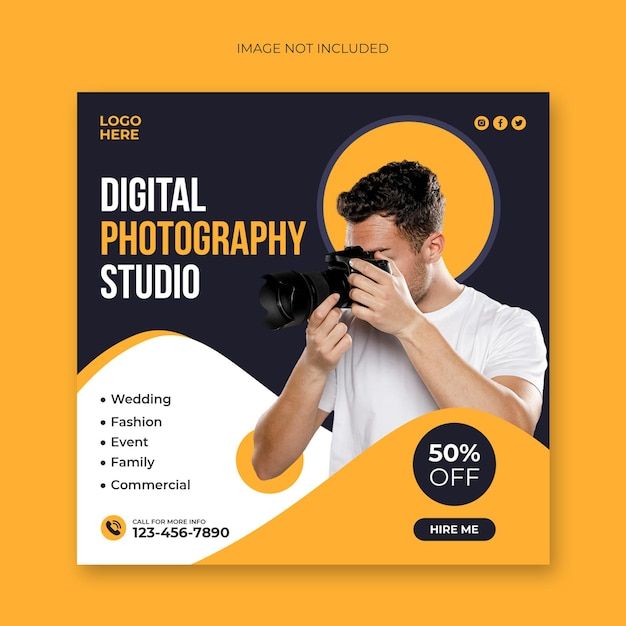 IMAGE NOT INCLUDED
LOGO
HERE
DIGITAL
PHOTOGRAPHY
STUDIO
• Wedding
• Fashion
• Event
• Family
• Commercial
50%
OFF
CALL FOR MORE INFO
123-456-7890
HIRE ME